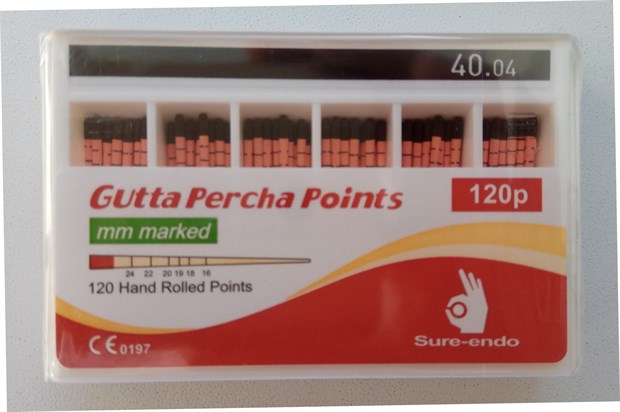 40.04
Gutta Percha Points
120p
mm marked
24 22 20 19 18 16
120 Hand Rolled Points
CE 0197
Sure-endo